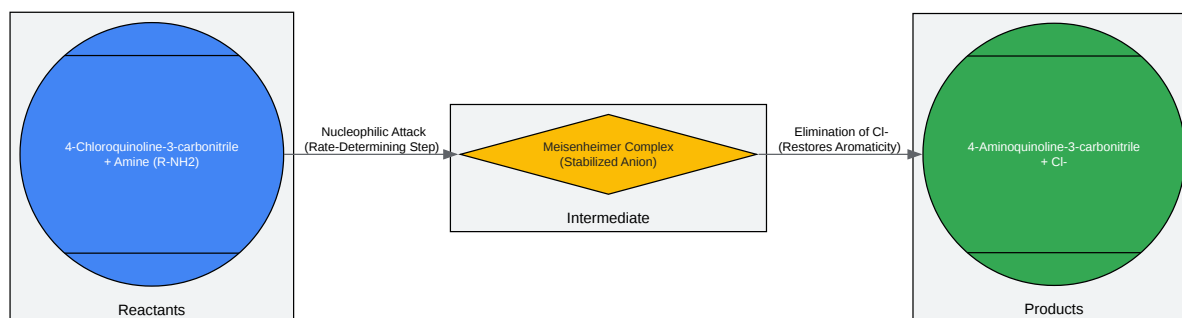 4-Chloroquinoline-3-carbonitrile
+ Amine (R-NH2)
Reactants
Nucleophilic Attack
(Rate-Determining Step)
Meisenheimer Complex
(Stabilized Anion)
Intermediate
Elimination of Cl-
(Restores Aromaticity)
4-Aminoquinoline-3-carbonitrile
+ Cl-
Products